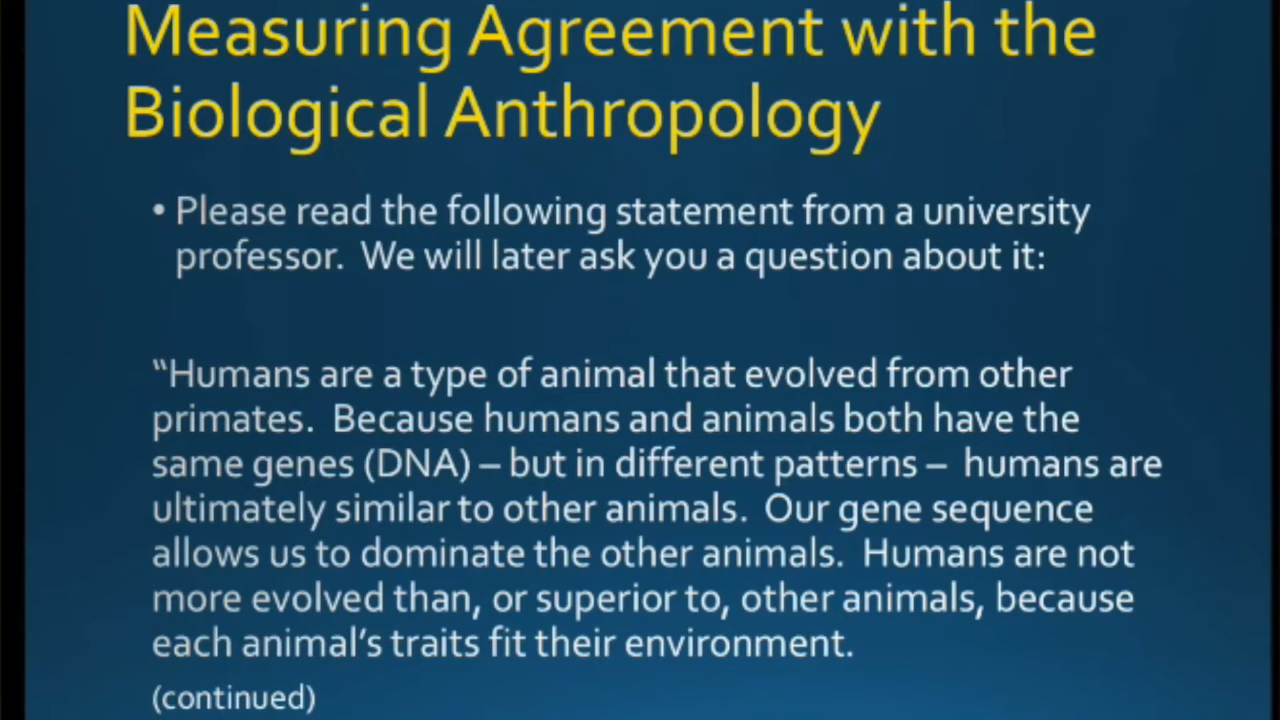 Measuring Agreement with the
Biological Anthropology
• Please read the following statement from a university
professor.  We will later ask you a question about it:
“Humans are a type of animal that evolved from other
primates.  Because humans and animals both have the
same genes (DNA) – but in different patterns –  humans are
ultimately similar to other animals.  Our gene sequence
allows us to dominate the other animals.  Humans are not
more evolved than, or superior to, other animals, because
each animal’s traits fit their environment.
(continued)